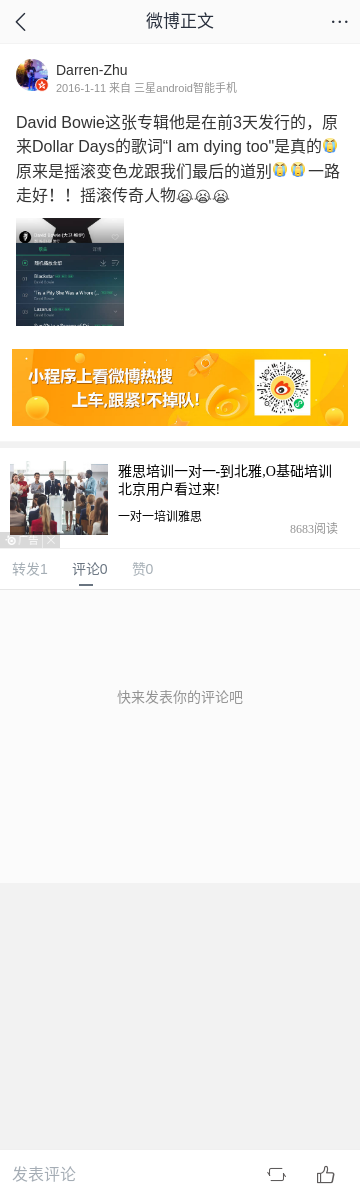 微博正文
Darren-Zhu
2016-1-11 来自 三星android智能手机
David Bowie这张专辑他是在前3天发行的，原
来Dollar Days的歌词“I am dying too"是真的😭
原来是摇滚变色龙跟我们最后的道别😭😭一路
走好！！摇滚传奇人物😫😫😫
随机播放全部
Blackstar
'Tis a Pity She Was a Whore (...
Lazarus
小程序上看微博热搜
上车,跟紧!不掉队!
雅思培训一对一-到北雅,O基础培训
北京用户看过来!
一对一培训雅思
8683阅读
广告
转发1 评论0 赞0
快来发表你的评论吧
发表评论